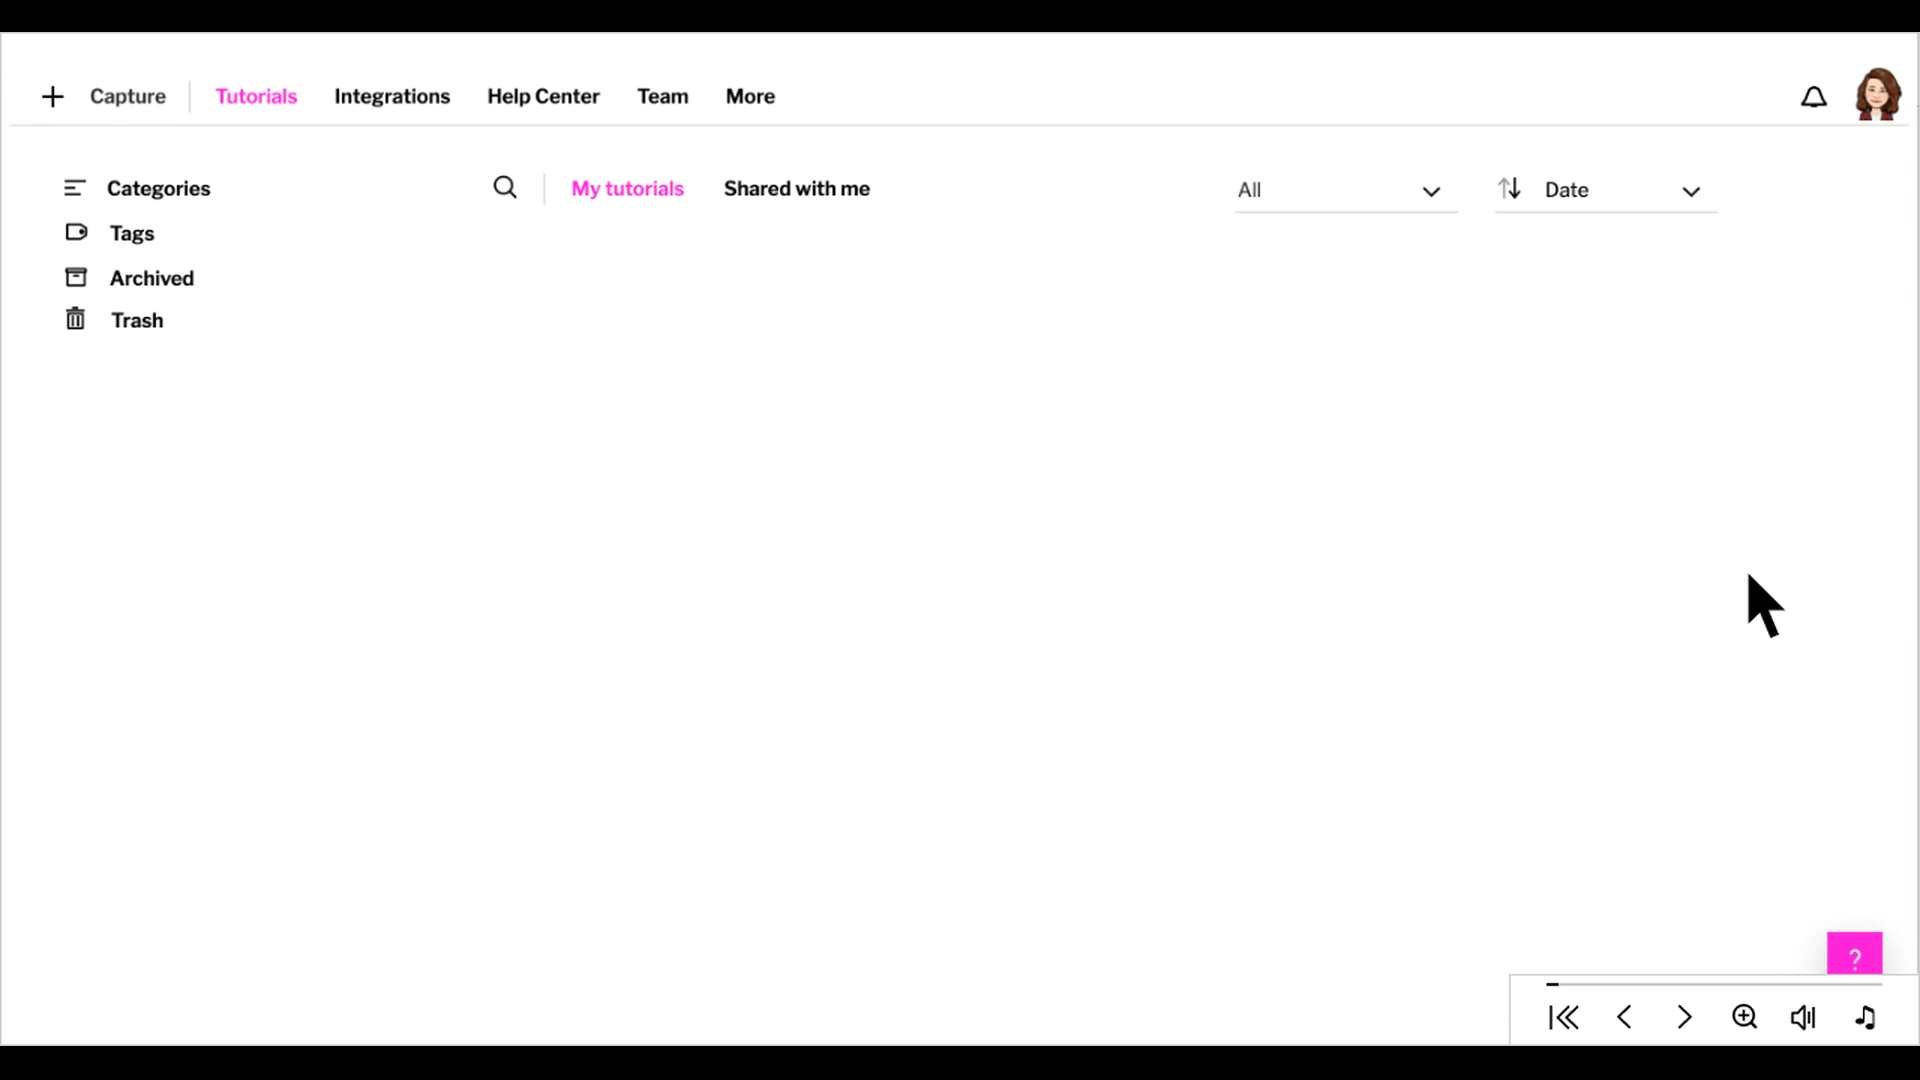 Capture Tutorials Integrations Help Center Team More
Categories My tutorials Shared with me All Date
Tags
Archived
Trash
?